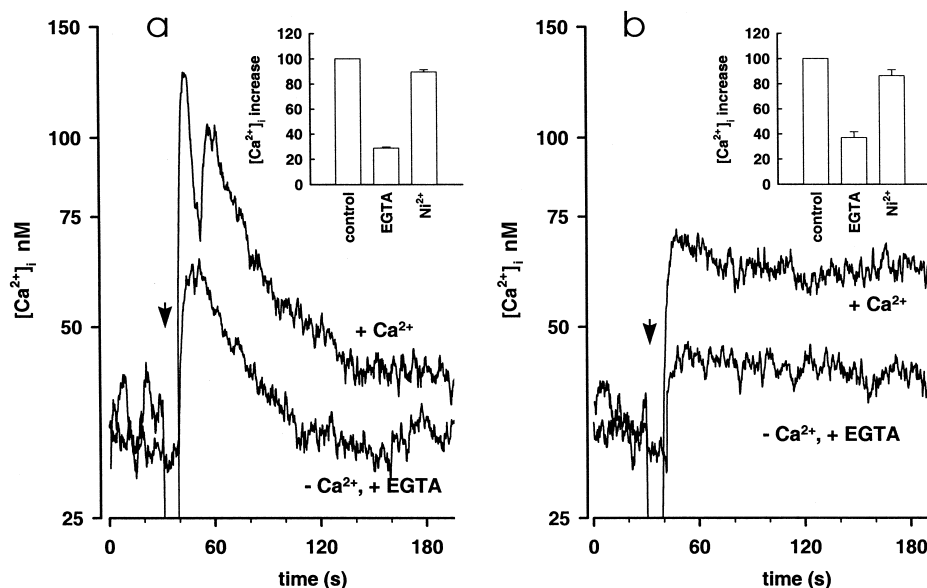 a
150
100
75
50
25
[Ca²⁺]ᵢ nM
0 60 120 180
time (s)
+ Ca²⁺
- Ca²⁺, + EGTA
120
100
80
60
40
20
0
[Ca²⁺]ᵢ increase
control
EGTA
Ni²⁺
b
150
100
75
50
25
[Ca²⁺]ᵢ nM
0 60 120 180
time (s)
+ Ca²⁺
- Ca²⁺, + EGTA
120
100
80
60
40
20
0
[Ca²⁺]ᵢ increase
control
EGTA
Ni²⁺